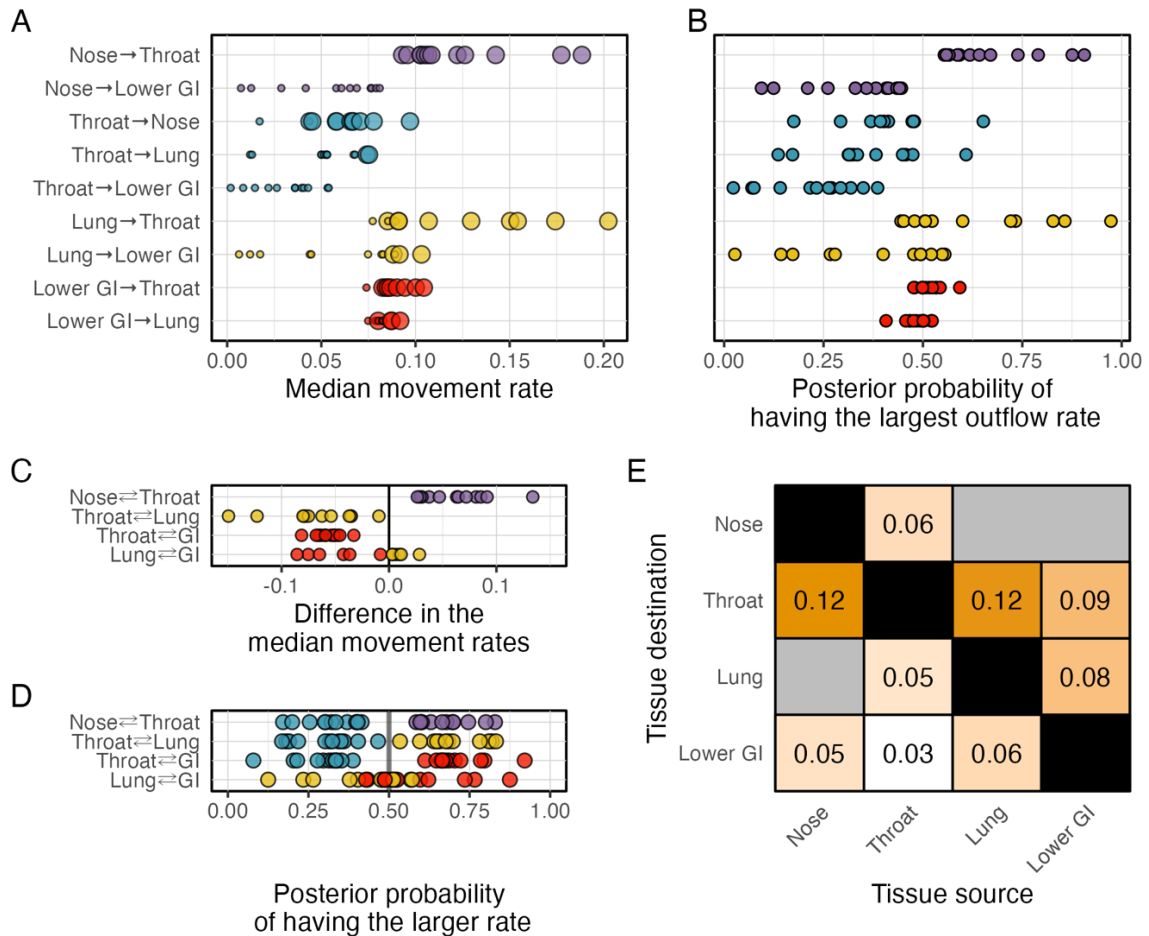 A
Nose→Throat
Nose→Lower GI
Throat→Nose
Throat→Lung
Throat→Lower GI
Lung→Throat
Lung→Lower GI
Lower GI→Throat
Lower GI→Lung
0.00 0.05 0.10 0.15 0.20
Median movement rate
B
0.00 0.25 0.50 0.75 1.00
Posterior probability of
having the largest outflow rate
C
Nose⇄Throat
Throat⇄Lung
Throat⇄GI
Lung⇄GI
-0.1 0.0 0.1
Difference in the
median movement rates
D
Nose⇄Throat
Throat⇄Lung
Throat⇄GI
Lung⇄GI
0.00 0.25 0.50 0.75 1.00
Posterior probability
of having the larger rate
E
Tissue destination
Nose 0.06
Throat 0.12 0.12 0.09
Lung 0.05 0.08
Lower GI 0.05 0.03 0.06
Nose Throat Lung Lower GI
Tissue source